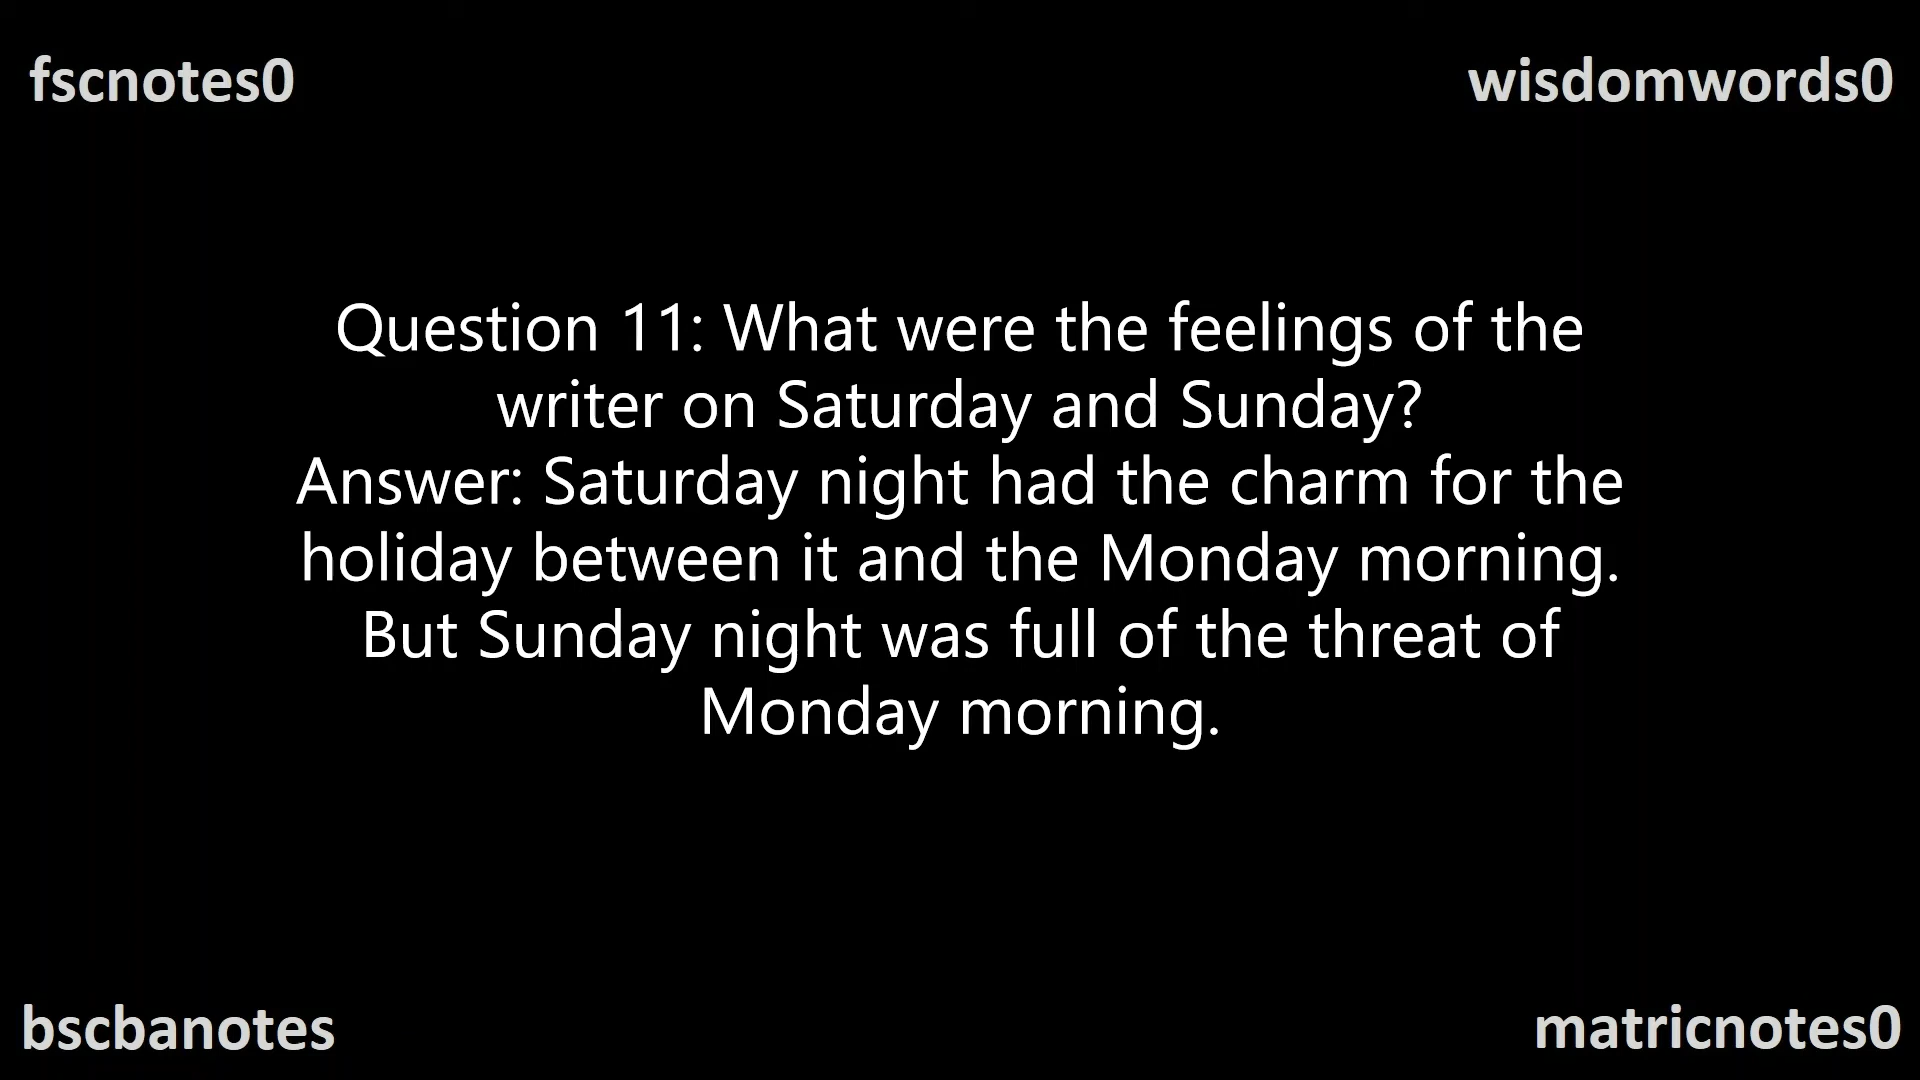 fscnotes0
wisdomwords0
Question 11: What were the feelings of the
writer on Saturday and Sunday?
Answer: Saturday night had the charm for the
holiday between it and the Monday morning.
But Sunday night was full of the threat of
Monday morning.
bscbanotes
matricnotes0